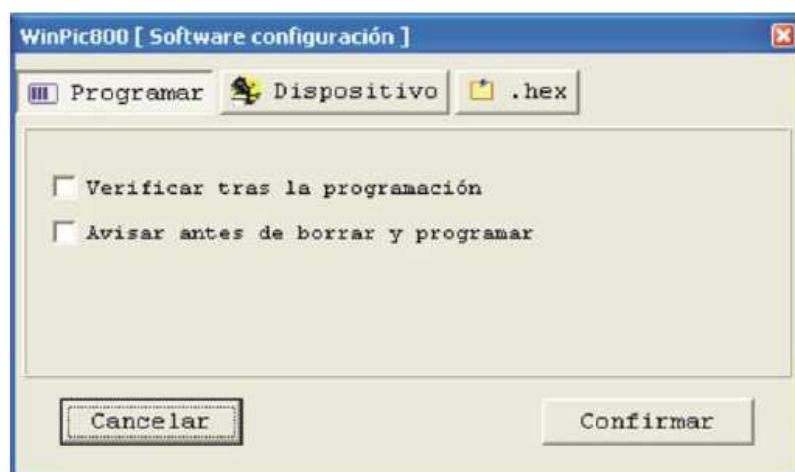 WinPic800 [ Software configuración ]
Programar Dispositivo .hex
Verificar tras la programación
Avisar antes de borrar y programar
Cancelar Confirmar